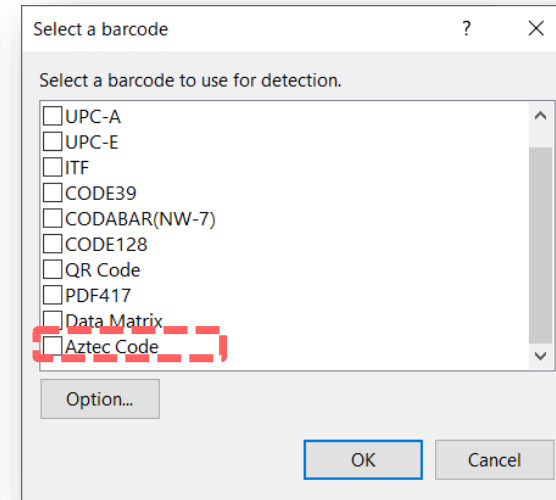 Select a barcode ?
Select a barcode to use for detection.
UPC-A
UPC-E
ITF
CODE39
CODABAR(NW-7)
CODE128
QR Code
PDF417
Data Matrix
Aztec Code
Option...
OK Cancel